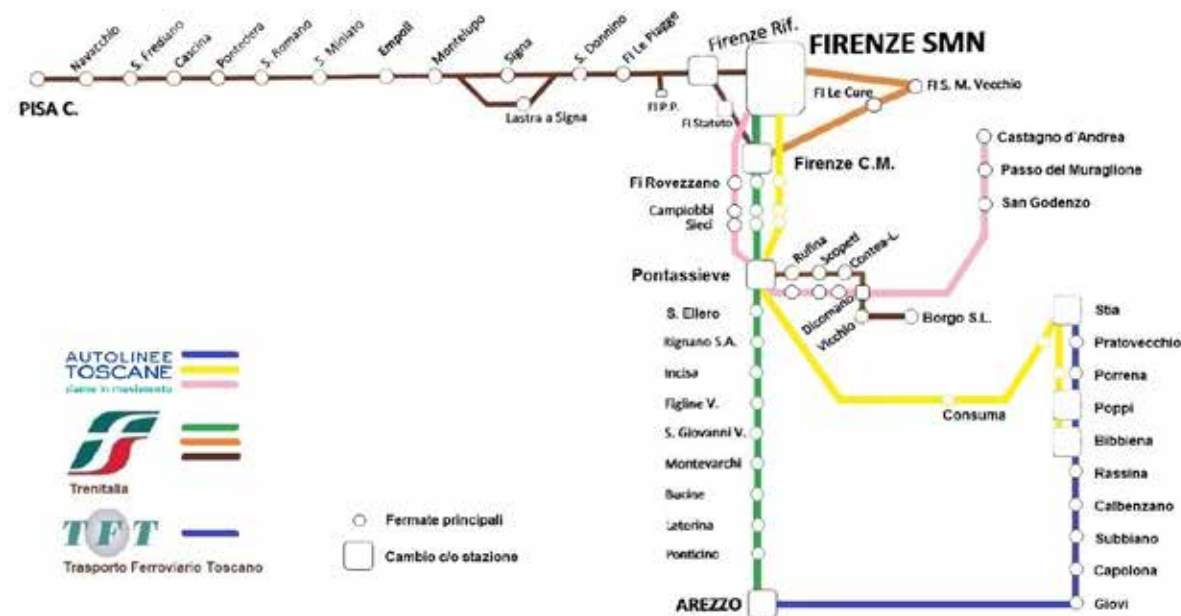 Navacchio
S. Frediano
Cascina
Pontedera
S. Romano
S. Miniato
Empoli
Montelupo
Signa
S. Donnino
FI Le Piagge
Firenze Rif.
FIRENZE SMN
PISA C.
Lastra a Signa
FI P.P.
FI Statuto
FI Le Cure
FI S. M. Vecchio
Firenze C.M.
Castagno d'Andrea
Passo del Muraglione
San Godenzo
FI Rovezzano
Campiobbi
Sieci
Pontassieve
Rufina
Scopeti
Contea-L.
Dicomano
Vicchio
Borgo S.L.
S. Ellero
Rignano S.A.
Incisa
Figline V.
S. Giovanni V.
Montevarchi
Bucine
Laterina
Ponticino
AREZZO
Consuma
Stia
Pratovecchio
Porrena
Poppi
Bibbiena
Rassina
Calbenzano
Subbiano
Capolona
Giovi
AUTOLINEE
TOSCANE
siamo in movimento
Trenitalia
TFT
Trasporto Ferroviario Toscano
Fermate principali
Cambio c/o stazione